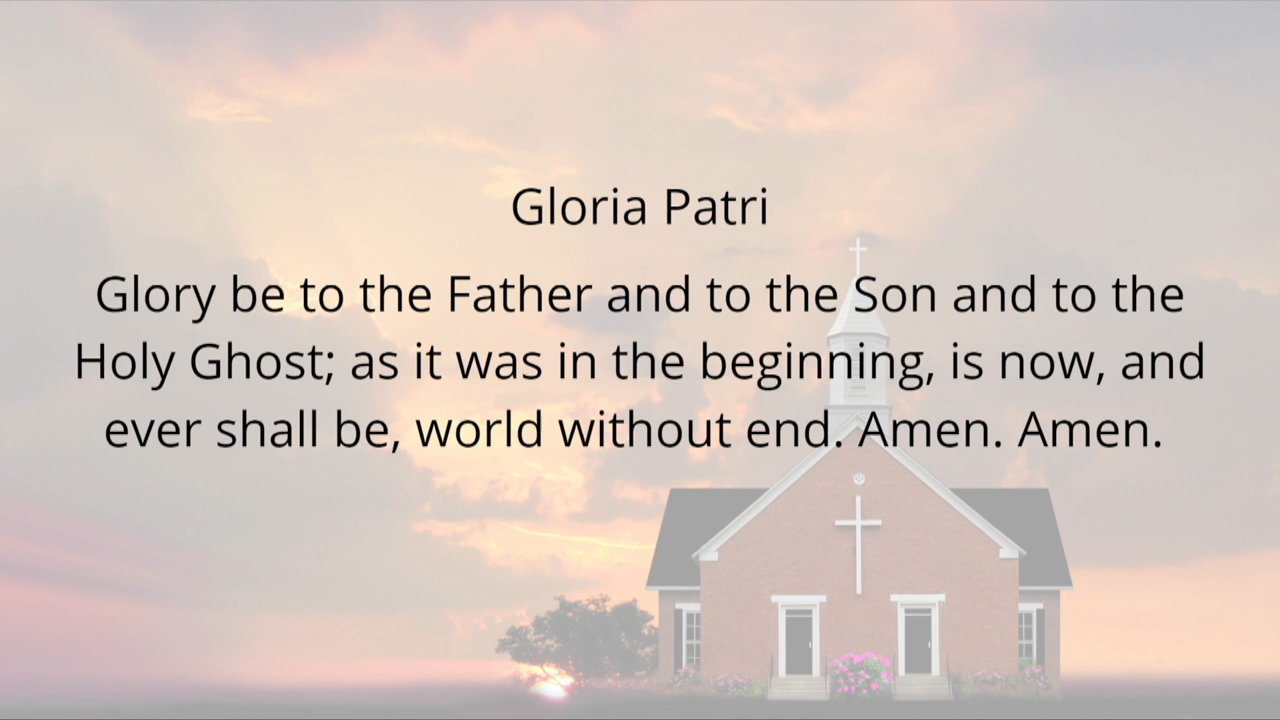 Gloria Patri
Glory be to the Father and to the Son and to the
Holy Ghost; as it was in the beginning, is now, and
ever shall be, world without end. Amen. Amen.